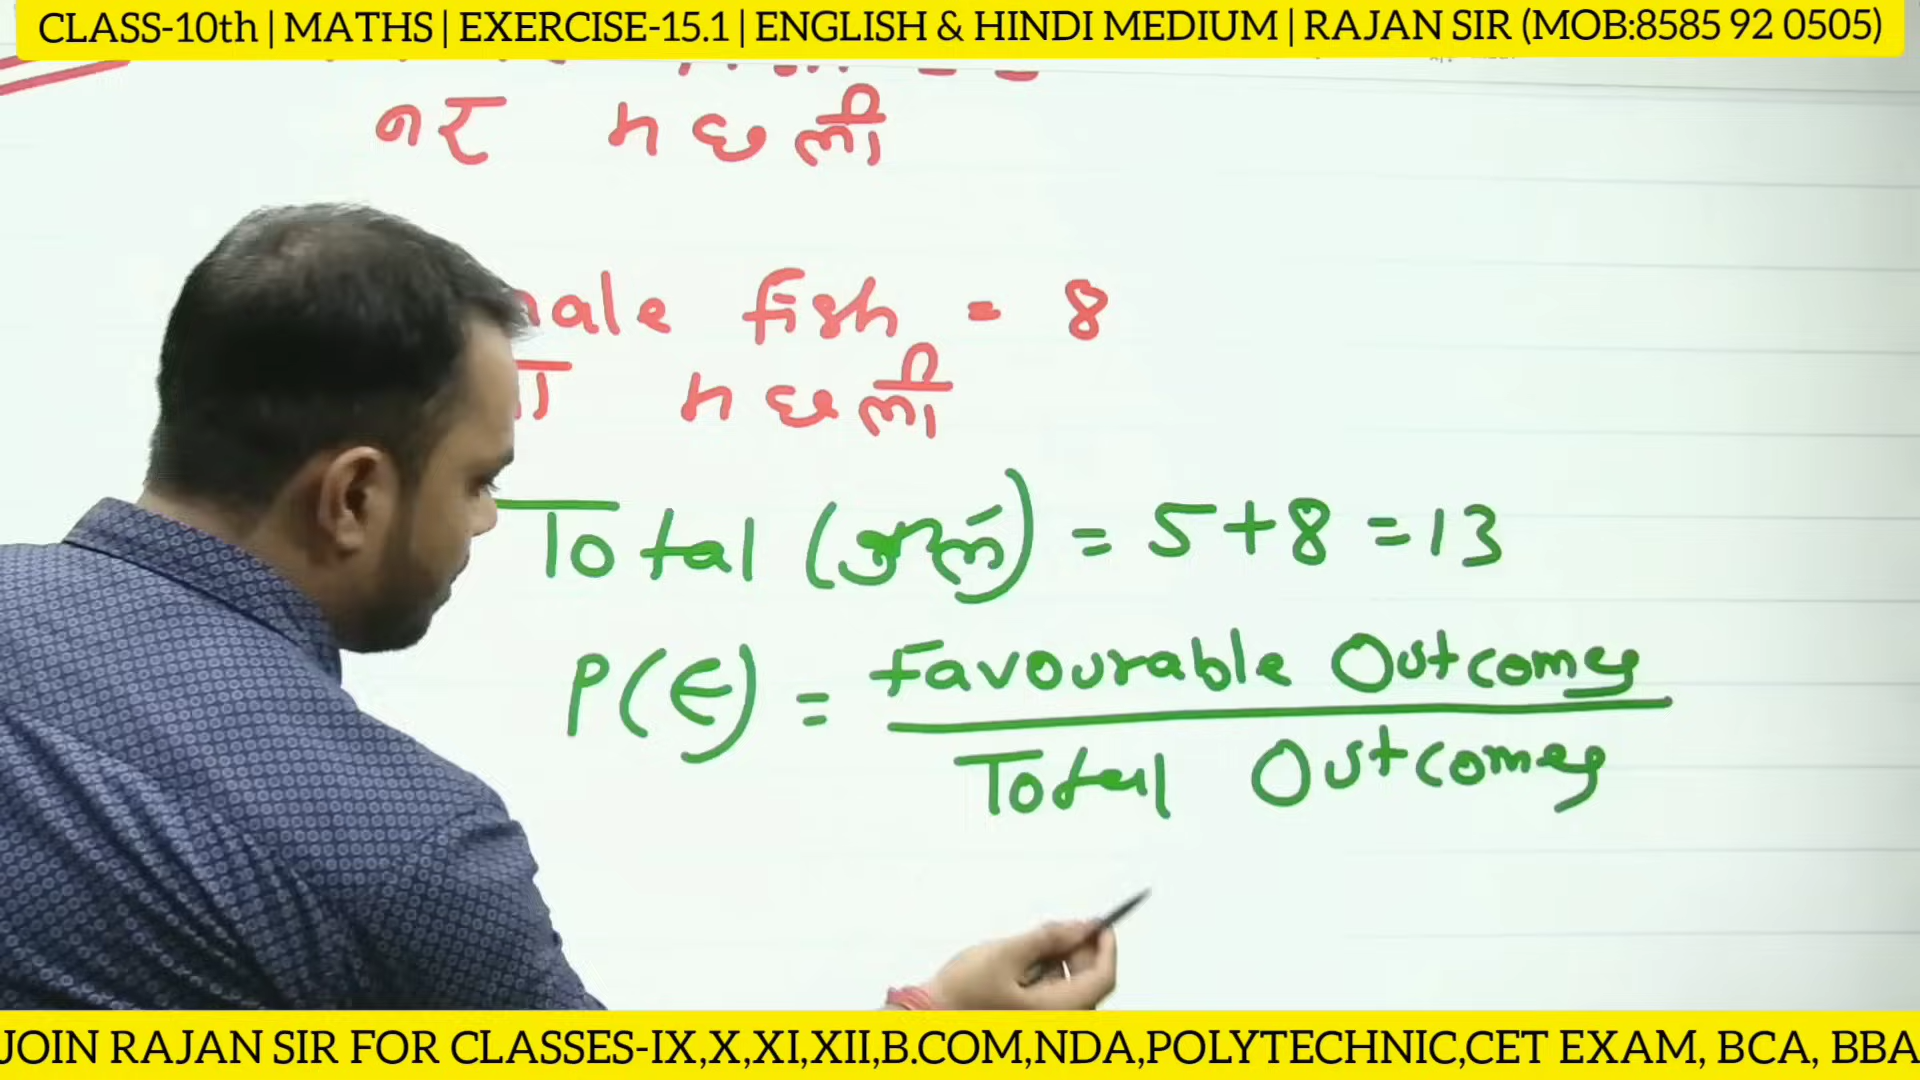 CLASS-10th | MATHS | EXERCISE-15.1 | ENGLISH & HINDI MEDIUM | RAJAN SIR (MOB:8585 92 0505)
नर मछली
male fish = 8
मछली
Total (कुल) = 5+8 =13
P(E) = Favourable Outcomes
Total Outcomes
JOIN RAJAN SIR FOR CLASSES-IX,X,XI,XII,B.COM,NDA,POLYTECHNIC,CET EXAM, BCA, BBA